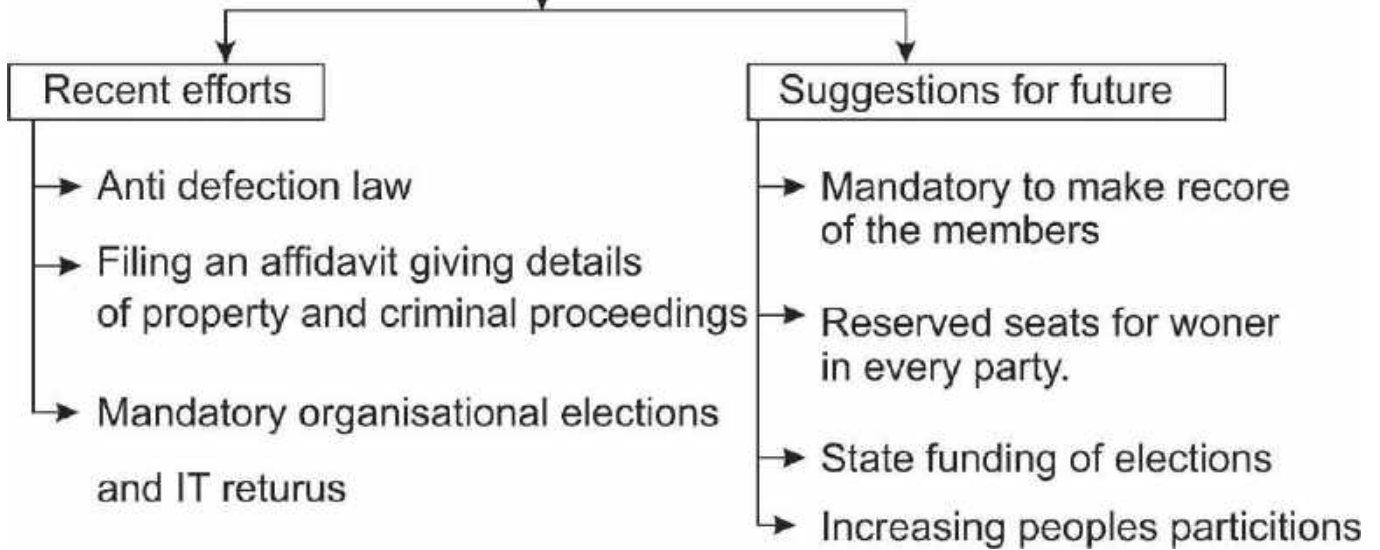 Recent efforts
Anti defection law
Filing an affidavit giving details
of property and criminal proceedings
Mandatory organisational elections
and IT returus
Suggestions for future
Mandatory to make recore
of the members
Reserved seats for woner
in every party.
State funding of elections
Increasing peoples particitions